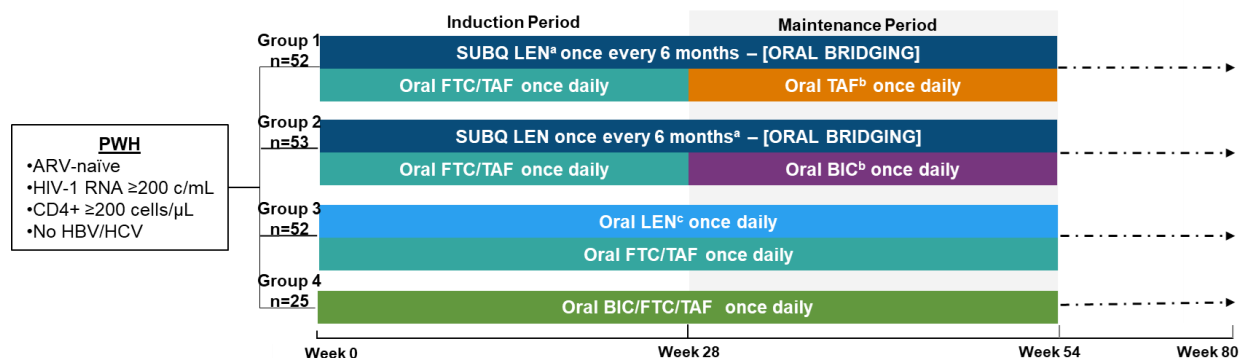 Induction Period
Maintenance Period
Group 1
n=52
SUBQ LENᵃ once every 6 months – [ORAL BRIDGING]
Oral FTC/TAF once daily
Oral TAFᵇ once daily
Group 2
n=53
SUBQ LEN once every 6 monthsᵃ – [ORAL BRIDGING]
Oral FTC/TAF once daily
Oral BICᵇ once daily
PWH
•ARV-naïve
•HIV-1 RNA ≥200 c/mL
•CD4+ ≥200 cells/µL
•No HBV/HCV
Group 3
n=52
Oral LENᶜ once daily
Oral FTC/TAF once daily
Group 4
n=25
Oral BIC/FTC/TAF once daily
Week 0
Week 28
Week 54
Week 80